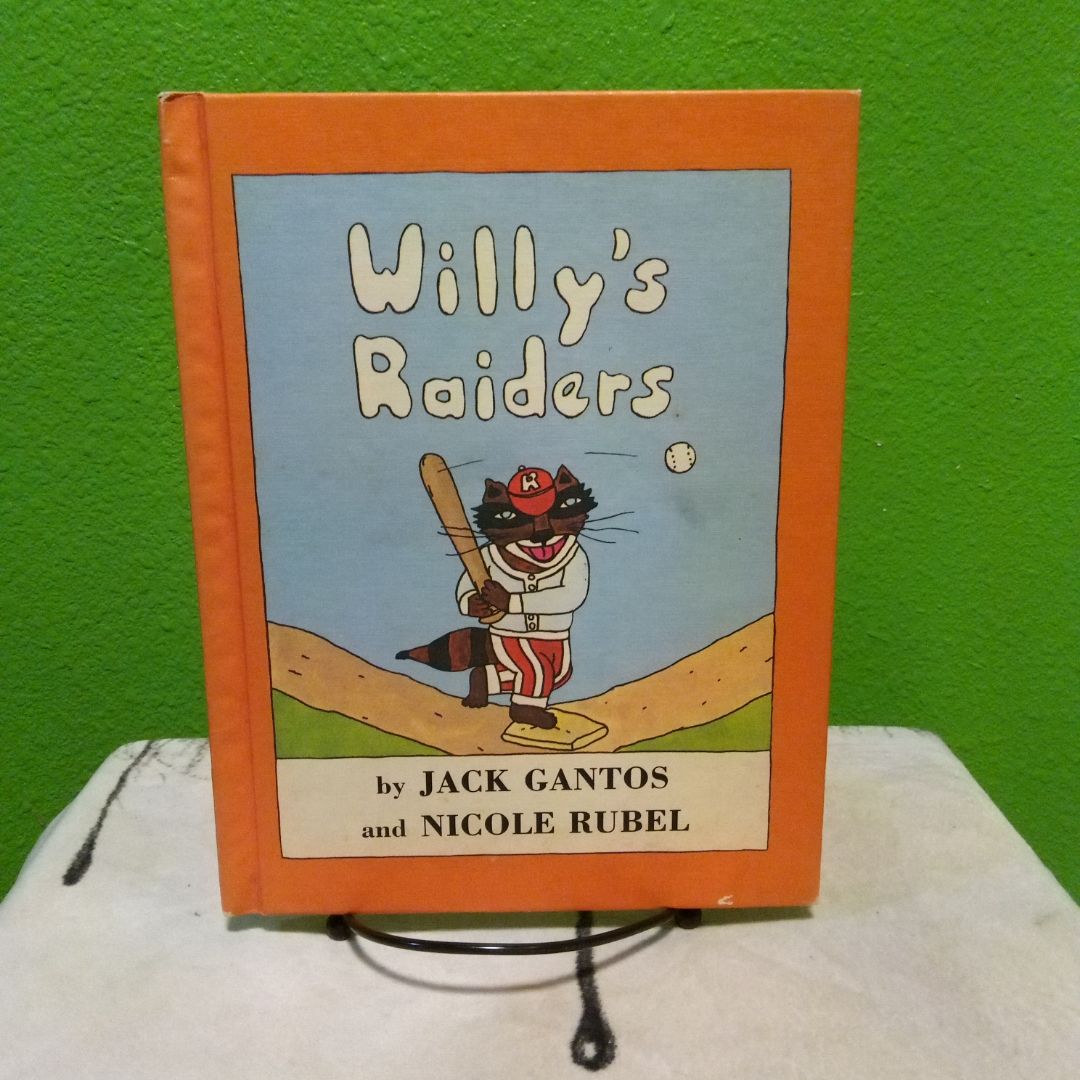 Willy's
Raiders
R
by JACK GANTOS
and NICOLE RUBEL